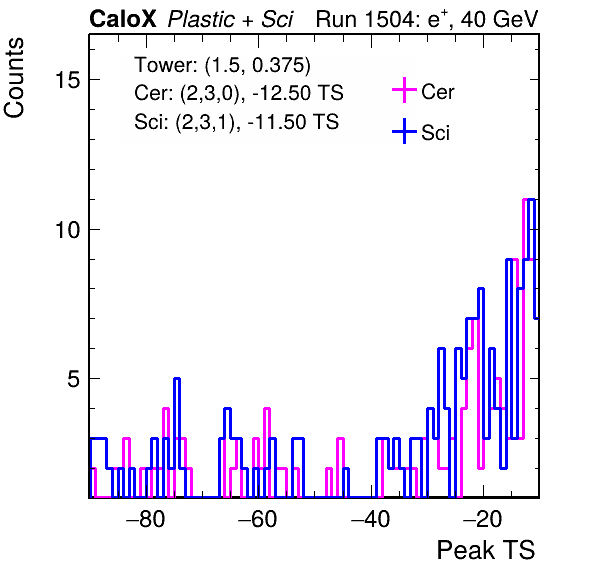 CaloX Plastic + Sci Run 1504: e+, 40 GeV
Counts
Tower: (1.5, 0.375)
Cer: (2,3,0), -12.50 TS
Sci: (2,3,1), -11.50 TS
Cer
Sci
15
10
5
−80 −60 −40 −20
Peak TS